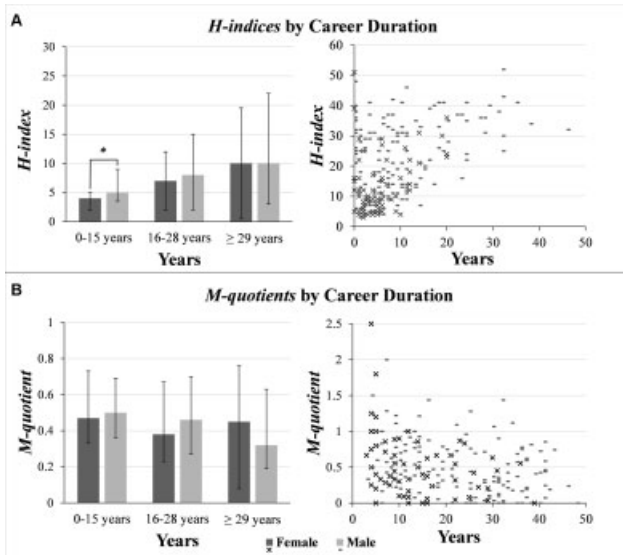 A
H-indices by Career Duration
H-index
30
25
20
15
10
5
0
*
0-15 years
16-28 years
≥ 29 years
Years
H-index
60
50
40
30
20
10
0
0
10
20
30
40
50
Years
B
M-quotients by Career Duration
M-quotient
1
0.8
0.6
0.4
0.2
0
0-15 years
16-28 years
≥ 29 years
Years
M-quotient
2.5
2
1.5
1
0.5
0
0
10
20
30
40
50
Years
Female
Male